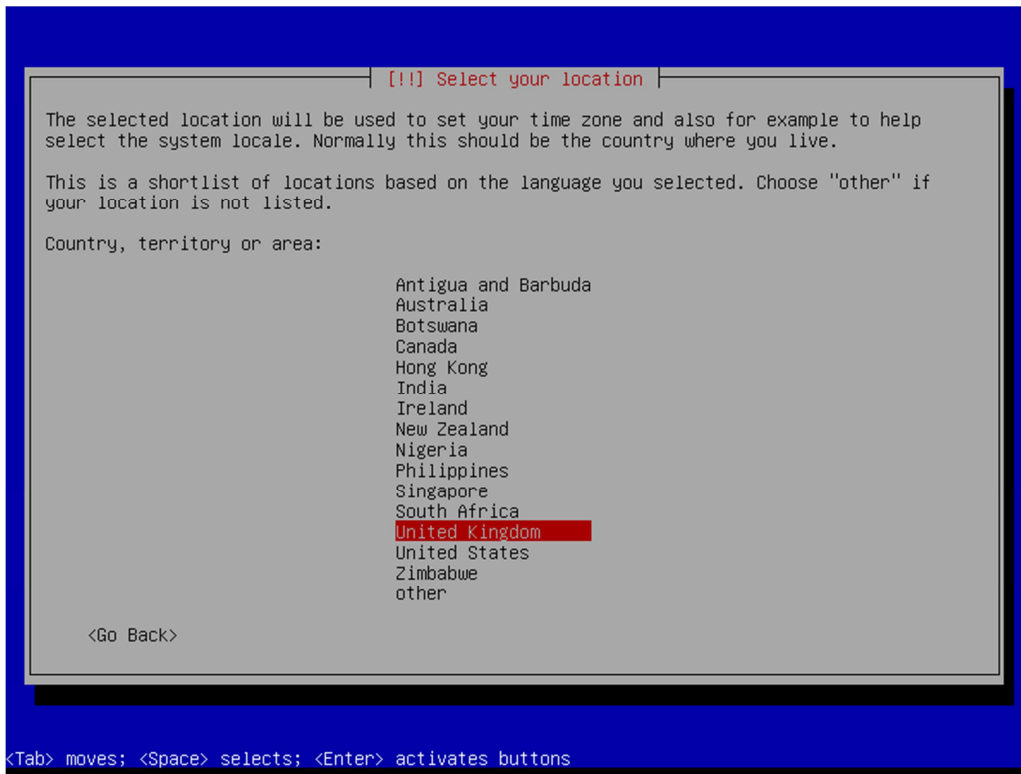 [!!] Select your location
The selected location will be used to set your time zone and also for example to help
select the system locale. Normally this should be the country where you live.
This is a shortlist of locations based on the language you selected. Choose "other" if
your location is not listed.
Country, territory or area:
Antigua and Barbuda
Australia
Botswana
Canada
Hong Kong
India
Ireland
New Zealand
Nigeria
Philippines
Singapore
South Africa
United Kingdom
United States
Zimbabwe
other
<Go Back>
<Tab> moves; <Space> selects; <Enter> activates buttons